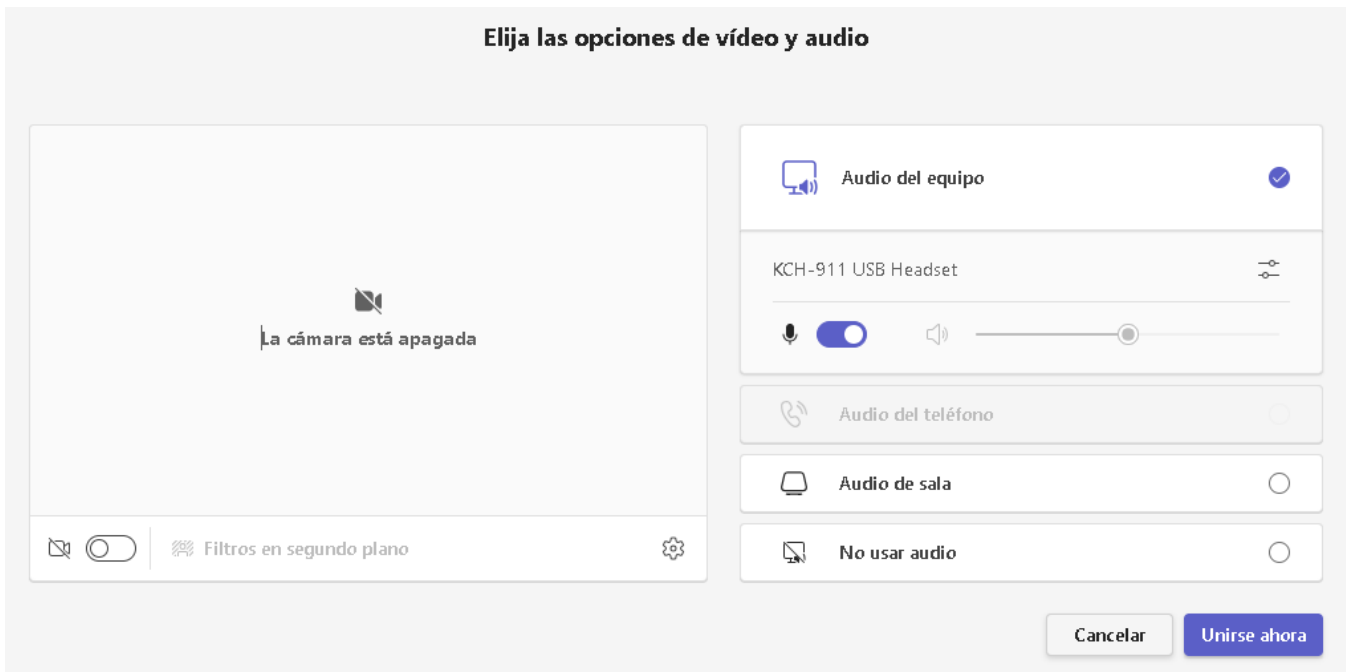 Elija las opciones de vídeo y audio
La cámara está apagada
Filtros en segundo plano
Audio del equipo
KCH-911 USB Headset
Audio del teléfono
Audio de sala
No usar audio
Cancelar
Unirse ahora